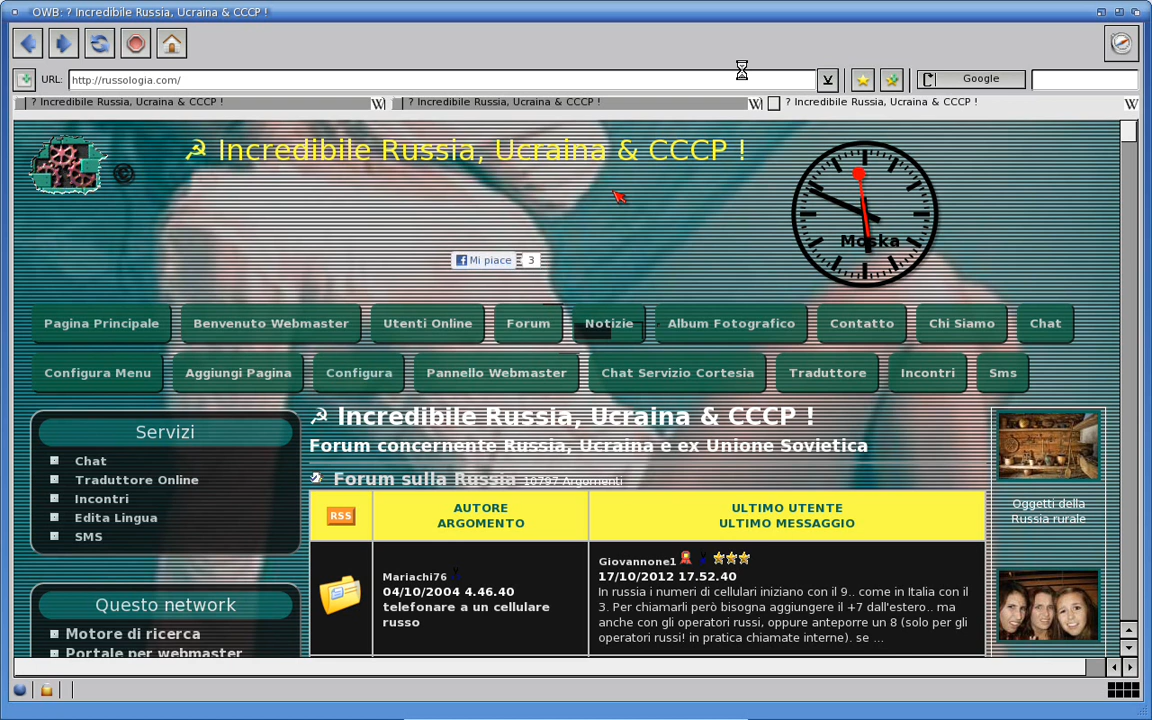 OWB: ? Incredibile Russia, Ucraina & CCCP !
URL: http://russologia.com/
Google
? Incredibile Russia, Ucraina & CCCP !
? Incredibile Russia, Ucraina & CCCP !
? Incredibile Russia, Ucraina & CCCP !
©
☭ Incredibile Russia, Ucraina & CCCP !
Moska
Mi piace 3
Pagina Principale Benvenuto Webmaster Utenti Online Forum Notizie Album Fotografico Contatto Chi Siamo Chat
Configura Menu Aggiungi Pagina Configura Pannello Webmaster Chat Servizio Cortesia Traduttore Incontri Sms
Servizi
Chat
Traduttore Online
Incontri
Edita Lingua
SMS
Questo network
Motore di ricerca
Portale per webmaster
☭ Incredibile Russia, Ucraina & CCCP !
Forum concernente Russia, Ucraina e ex Unione Sovietica
Forum sulla Russia 10797 Argomenti
RSS
AUTORE
ARGOMENTO
ULTIMO UTENTE
ULTIMO MESSAGGIO
Mariachi76
04/10/2004 4.46.40
telefonare a un cellulare
russo
Giovannone1
17/10/2012 17.52.40
In russia i numeri di cellulari iniziano con il 9.. come in Italia con il
3. Per chiamarli però bisogna aggiungere il +7 dall'estero.. ma
anche con gli operatori russi, oppure anteporre un 8 (solo per gli
operatori russi! in pratica chiamate interne). se ...
Oggetti della
Russia rurale